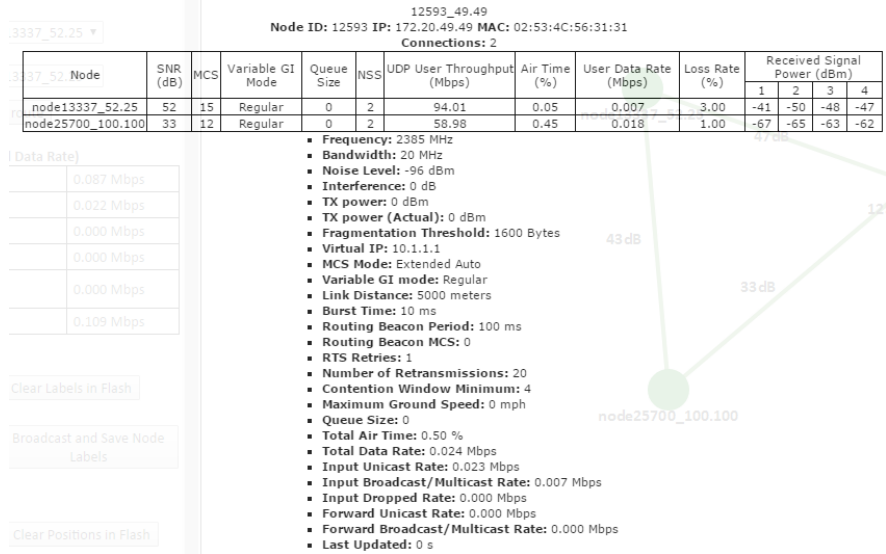 12593_49.49
Node ID: 12593 IP: 172.20.49.49 MAC: 02:53:4C:56:31:31
Connections: 2
Node SNR (dB) MCS Variable GI Mode Queue Size NSS UDP User Throughput (Mbps) Air Time (%) User Data Rate (Mbps) Loss Rate (%) Received Signal Power (dBm)
1 2 3 4
node13337_52.25 52 15 Regular 0 2 94.01 0.05 0.007 3.00 -41 -50 -48 -47
node25700_100.100 33 12 Regular 0 2 58.98 0.45 0.018 1.00 -67 -65 -63 -62
Frequency: 2385 MHz
Bandwidth: 20 MHz
Noise Level: -96 dBm
Interference: 0 dB
TX power: 0 dBm
TX power (Actual): 0 dBm
Fragmentation Threshold: 1600 Bytes
Virtual IP: 10.1.1.1
MCS Mode: Extended Auto
Variable GI mode: Regular
Link Distance: 5000 meters
Burst Time: 10 ms
Routing Beacon Period: 100 ms
Routing Beacon MCS: 0
RTS Retries: 1
Number of Retransmissions: 20
Contention Window Minimum: 4
Maximum Ground Speed: 0 mph
Queue Size: 0
Total Air Time: 0.50 %
Total Data Rate: 0.024 Mbps
Input Unicast Rate: 0.023 Mbps
Input Broadcast/Multicast Rate: 0.007 Mbps
Input Dropped Rate: 0.000 Mbps
Forward Unicast Rate: 0.000 Mbps
Forward Broadcast/Multicast Rate: 0.000 Mbps
Last Updated: 0 s
.3337_52.25
l Data Rate)
0.087 Mbps
0.022 Mbps
0.000 Mbps
0.000 Mbps
0.000 Mbps
0.109 Mbps
Clear Labels in Flash
Broadcast and Save Node
Labels
Clear Positions in Flash
47dB
43dB
12
33dB
node25700_100.100